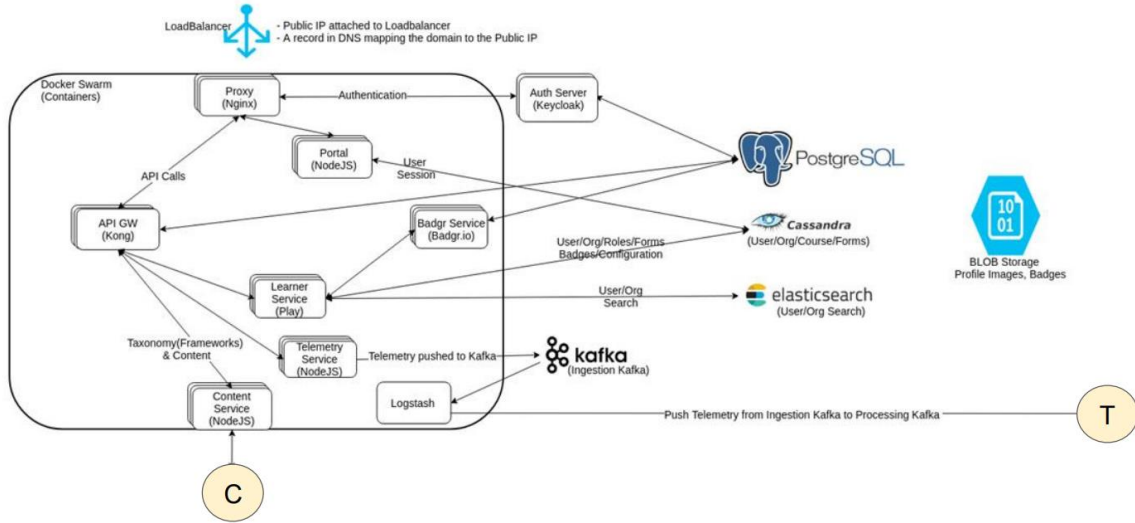 LoadBalancer
- Public IP attached to Loadbalancer
- A record in DNS mapping the domain to the Public IP
Docker Swarm
(Containers)
Proxy
(Nginx)
Authentication
Auth Server
(Keycloak)
Portal
(NodeJS)
User
Session
PostgreSQL
API Calls
10
01
API GW
(Kong)
Badgr Service
(Badgr.io)
Cassandra
(User/Org/Course/Forms)
User/Org/Roles/Forms
Badges/Configuration
BLOB Storage
Profile Images, Badges
Learner
Service
(Play)
User/Org
Search
elasticsearch
(User/Org Search)
Taxonomy(Frameworks)
& Content
Telemetry
Service
(NodeJS)
Telemetry pushed to Kafka
kafka
(Ingestion Kafka)
Content
Service
(NodeJS)
Logstash
Push Telemetry from Ingestion Kafka to Processing Kafka
T
C